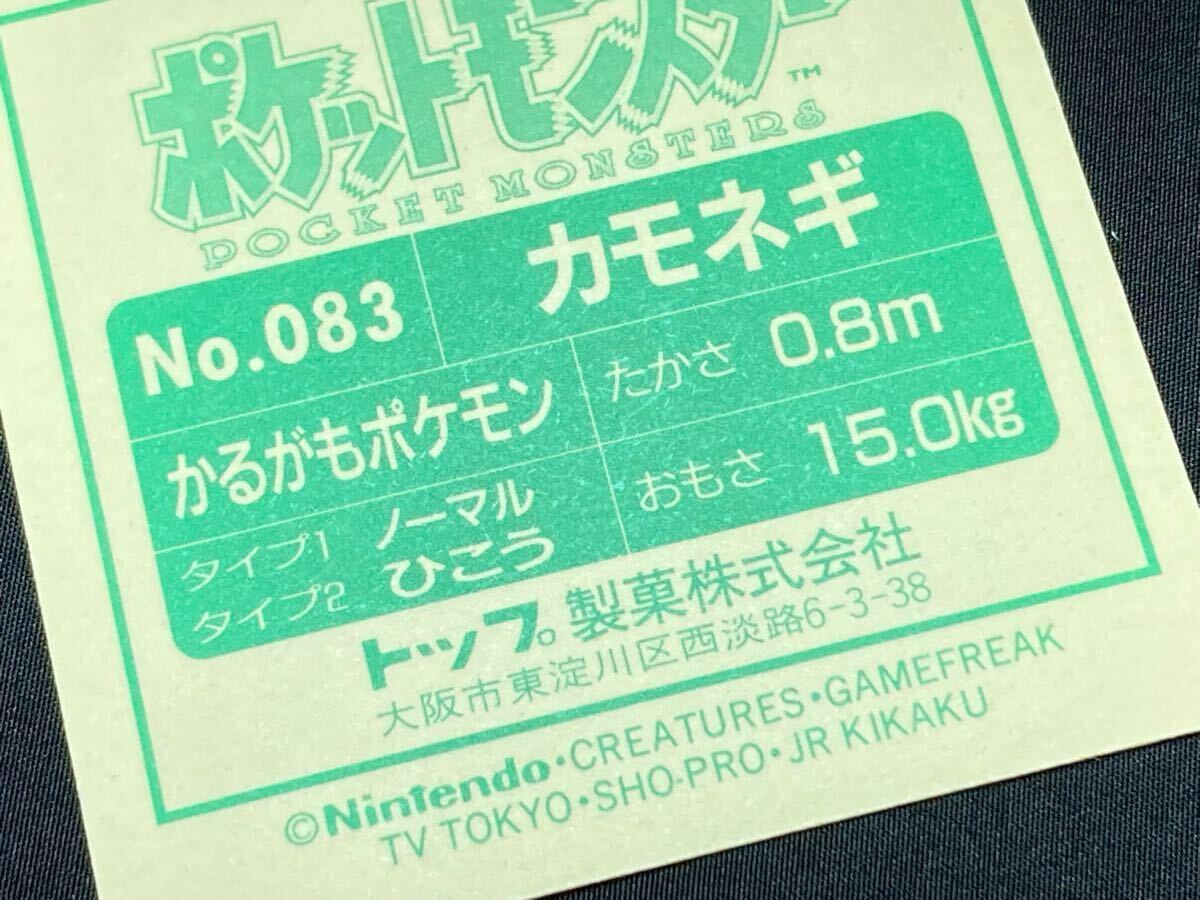 ポケットモンスター™
POCKET MONSTERS
No.083 カモネギ
かるがもポケモン
たかさ 0.8m
タイプ1 ノーマル
タイプ2 ひこう
おもさ 15.0kg
トップ製菓株式会社
大阪市東淀川区西淡路6-3-38
©Nintendo・CREATURES・GAMEFREAK
TV TOKYO・SHO-PRO・JR KIKAKU